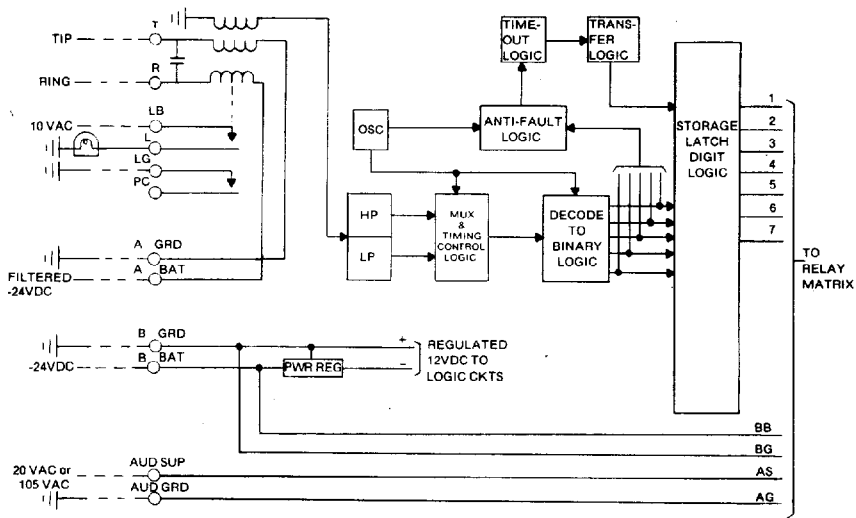 T
TIP
R
RING
LB
10 VAC
L
LG
PC
A GRD
A BAT
FILTERED
-24VDC
B GRD
B BAT
-24VDC
PWR REG
+
−
REGULATED
12VDC TO
LOGIC CKTS
20 VAC or
105 VAC
AUD SUP
AUD GRD
TIME-
OUT
LOGIC
TRANS-
FER
LOGIC
OSC
ANTI-FAULT
LOGIC
HP
LP
MUX
&
TIMING
CONTROL
LOGIC
DECODE
TO
BINARY
LOGIC
STORAGE
LATCH
DIGIT
LOGIC
1
2
3
4
5
6
7
TO
RELAY
MATRIX
BB
BG
AS
AG